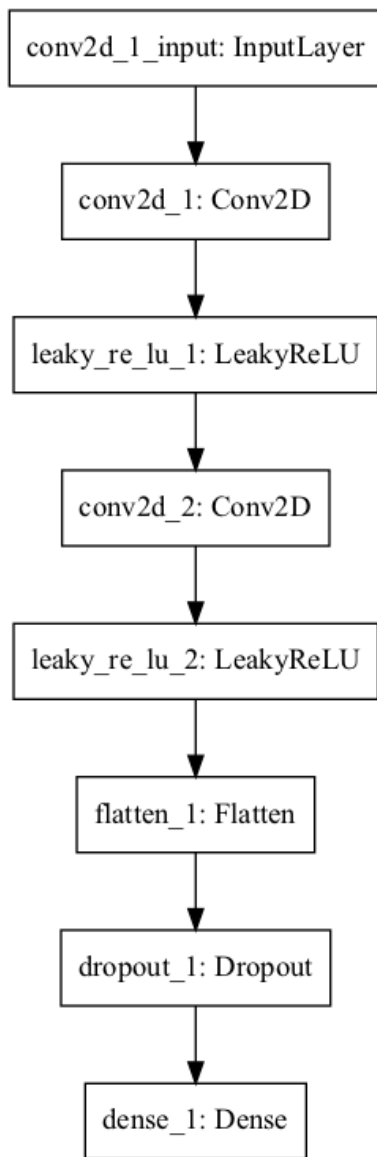 conv2d_1_input: InputLayer
conv2d_1: Conv2D
leaky_re_lu_1: LeakyReLU
conv2d_2: Conv2D
leaky_re_lu_2: LeakyReLU
flatten_1: Flatten
dropout_1: Dropout
dense_1: Dense